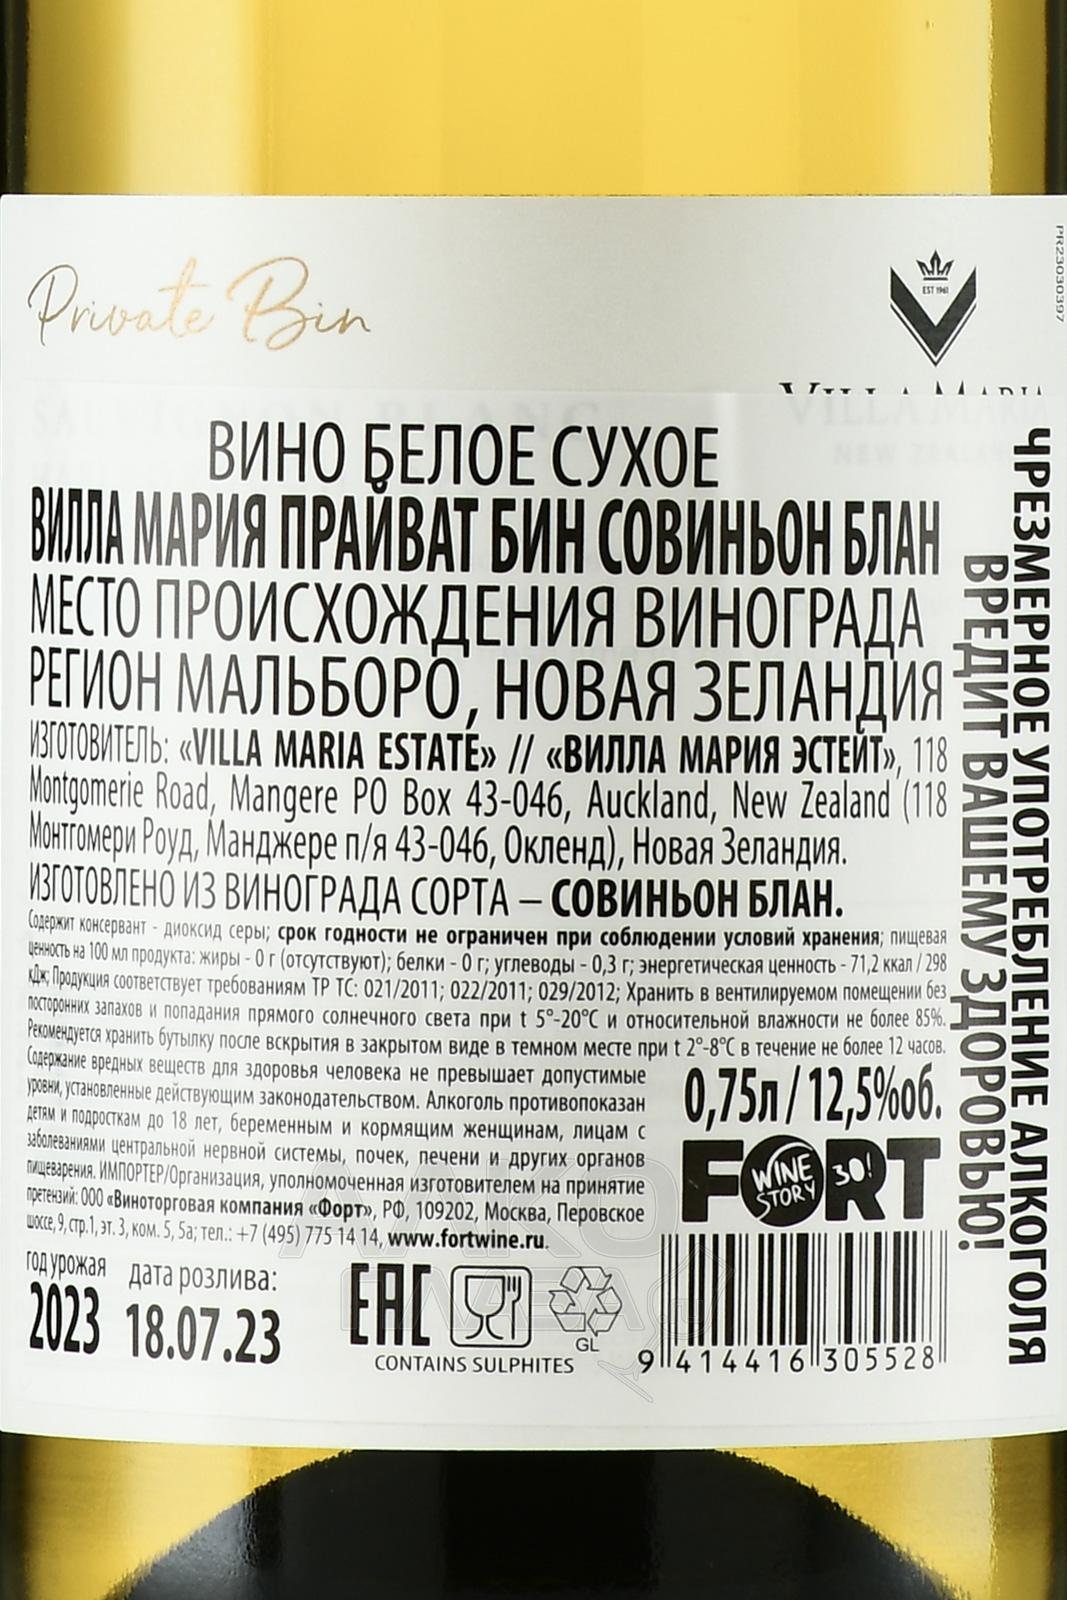 Private Bin
EST 1961
PR23030397
VILLA MARIA
ВИНО БЕЛОЕ СУХОЕ
ВИЛЛА МАРИЯ ПРАЙВАТ БИН СОВИНЬОН БЛАН
МЕСТО ПРОИСХОЖДЕНИЯ ВИНОГРАДА
РЕГИОН МАЛЬБОРО, НОВАЯ ЗЕЛАНДИЯ
ИЗГОТОВИТЕЛЬ: «VILLA MARIA ESTATE» // «ВИЛЛА МАРИЯ ЭСТЕЙТ», 118
Montgomerie Road, Mangere PO Box 43-046, Auckland, New Zealand (118
Монтгомери Роуд, Манджере п/я 43-046, Окленд), Новая Зеландия.
ИЗГОТОВЛЕНО ИЗ ВИНОГРАДА СОРТА – СОВИНЬОН БЛАН.
Содержит консервант - диоксид серы; срок годности не ограничен при соблюдении условий хранения; пищевая
ценность на 100 мл продукта: жиры - 0 г (отсутствуют); белки - 0 г; углеводы - 0,3 г; энергетическая ценность - 71,2 ккал / 298
кДж; Продукция соответствует требованиям ТР ТС: 021/2011; 022/2011; 029/2012; Хранить в вентилируемом помещении без
посторонних запахов и попадания прямого солнечного света при t 5°-20°C и относительной влажности не более 85%.
Рекомендуется хранить бутылку после вскрытия в закрытом виде в темном месте при t 2°-8°C в течение не более 12 часов.
Содержание вредных веществ для здоровья человека не превышает допустимые
уровни, установленные действующим законодательством. Алкоголь противопоказан
детям и подросткам до 18 лет, беременным и кормящим женщинам, лицам с
заболеваниями центральной нервной системы, почек, печени и других органов
пищеварения. ИМПОРТЕР/Организация, уполномоченная изготовителем на принятие
претензий: ООО «Виноторговая компания «Форт», РФ, 109202, Москва, Перовское
шоссе, 9, стр.1, эт. 3, ком. 5, 5а; тел.: +7 (495) 775 14 14, www.fortwine.ru.
0,75л / 12,5%об.
FORT
WINE STORY 30!
год урожая
2023
дата розлива:
18.07.23
EAC
GL
CONTAINS SULPHITES
9 414416 305528
ЧРЕЗМЕРНОЕ УПОТРЕБЛЕНИЕ АЛКОГОЛЯ
ВРЕДИТ ВАШЕМУ ЗДОРОВЬЮ!